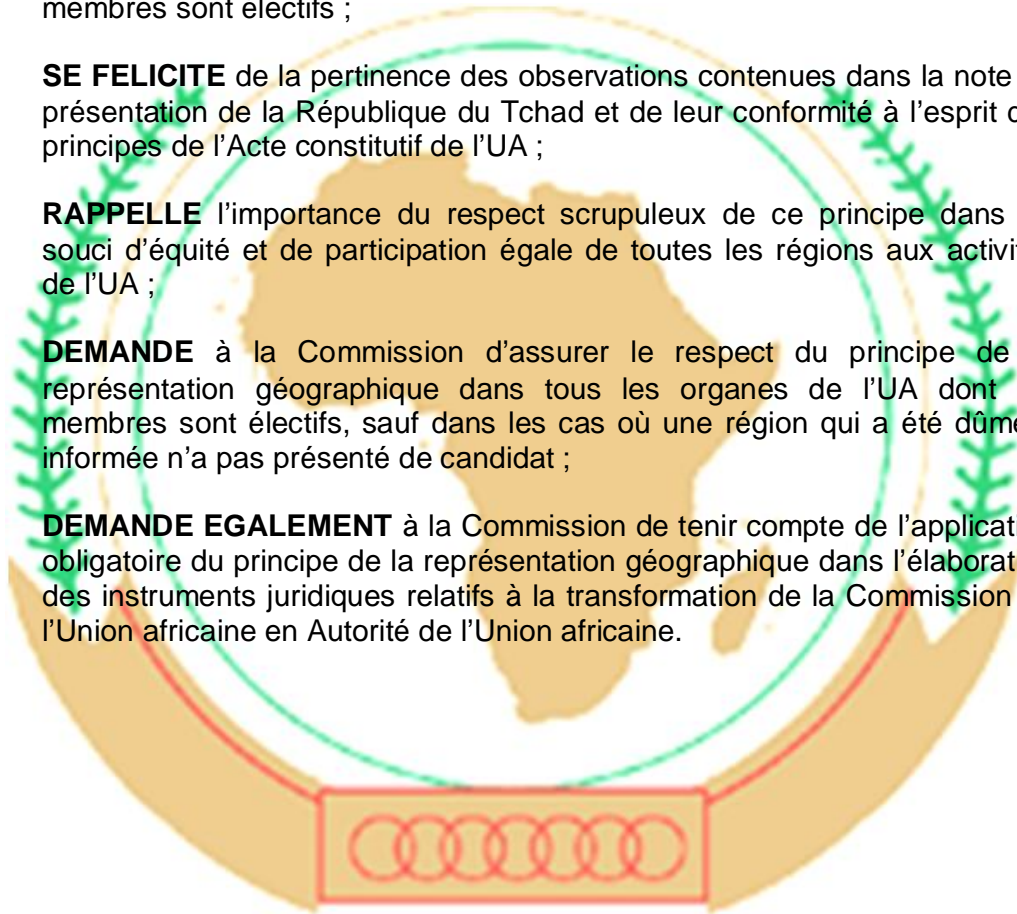 membres sont électifs ;
SE FELICITE de la pertinence des observations contenues dans la note
présentation de la République du Tchad et de leur conformité à l’esprit
principes de l’Acte constitutif de l’UA ;
RAPPELLE l’importance du respect scrupuleux de ce principe dans
souci d’équité et de participation égale de toutes les régions aux
de l’UA ;
DEMANDE à la Commission d’assurer le respect du principe de
représentation géographique dans tous les organes de l’UA dont
membres sont électifs, sauf dans les cas où une région qui a été
informée n’a pas présenté de candidat ;
DEMANDE EGALEMENT à la Commission de tenir compte de
obligatoire du principe de la représentation géographique dans
des instruments juridiques relatifs à la transformation de la Commission
l’Union africaine en Autorité de l’Union africaine.